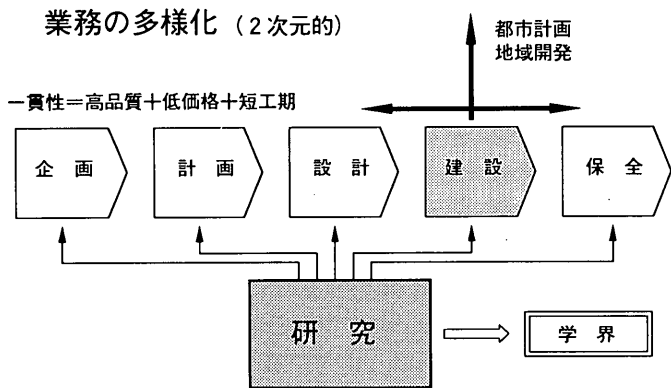 業務の多様化 （２次元的）
都市計画
地域開発
一貫性＝高品質＋低価格＋短工期
企 画
計 画
設 計
建 設
保 全
研 究
学 界